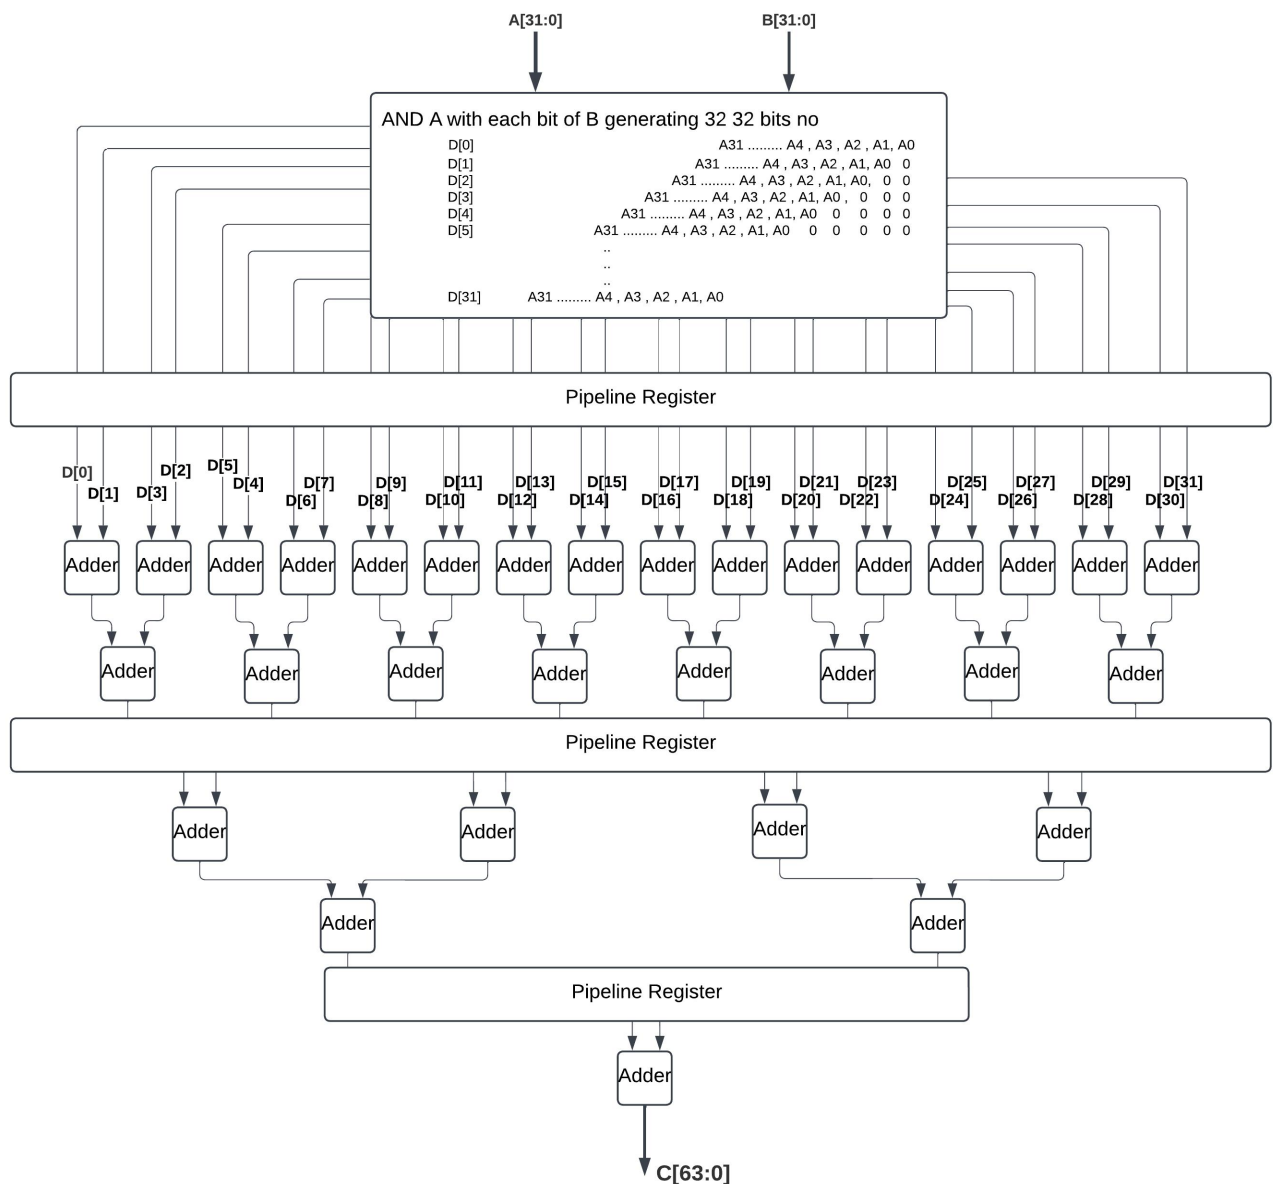 A[31:0] B[31:0]
AND A with each bit of B generating 32 32 bits no
D[0] A31 ......... A4 , A3 , A2 , A1, A0
D[1] A31 ......... A4 , A3 , A2 , A1, A0 0
D[2] A31 ......... A4 , A3 , A2 , A1, A0, 0 0
D[3] A31 ......... A4 , A3 , A2 , A1, A0 , 0 0 0
D[4] A31 ......... A4 , A3 , A2 , A1, A0 0 0 0 0
D[5] A31 ......... A4 , A3 , A2 , A1, A0 0 0 0 0 0
..
..
..
D[31] A31 ......... A4 , A3 , A2 , A1, A0
Pipeline Register
D[0] D[1] D[3] D[2] D[5] D[4] D[6] D[7] D[8] D[9] D[10] D[11] D[12] D[13] D[14] D[15] D[16] D[17] D[18] D[19] D[20] D[21] D[22] D[23] D[24] D[25] D[26] D[27] D[28] D[29] D[30] D[31]
Adder Adder Adder Adder Adder Adder Adder Adder Adder Adder Adder Adder Adder Adder Adder Adder
Adder Adder Adder Adder Adder Adder Adder Adder
Pipeline Register
Adder Adder Adder Adder
Adder Adder
Pipeline Register
Adder
C[63:0]